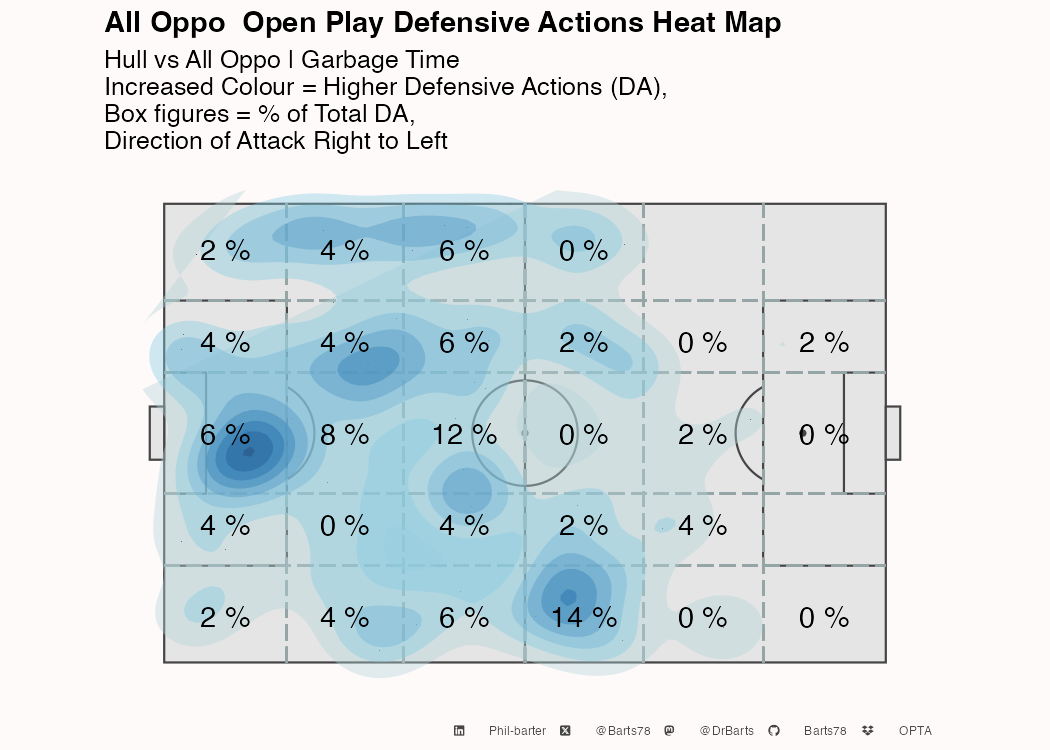 All Oppo  Open Play Defensive Actions Heat Map
Hull vs All Oppo | Garbage Time
Increased Colour = Higher Defensive Actions (DA),
Box figures = % of Total DA,
Direction of Attack Right to Left
2 % 4 % 6 % 0 %
4 % 4 % 6 % 2 % 0 % 2 %
6 % 8 % 12 % 0 % 2 % 0 %
4 % 0 % 4 % 2 % 4 %
2 % 4 % 6 % 14 % 0 % 0 %
Phil-barter @Barts78 @DrBarts Barts78 OPTA